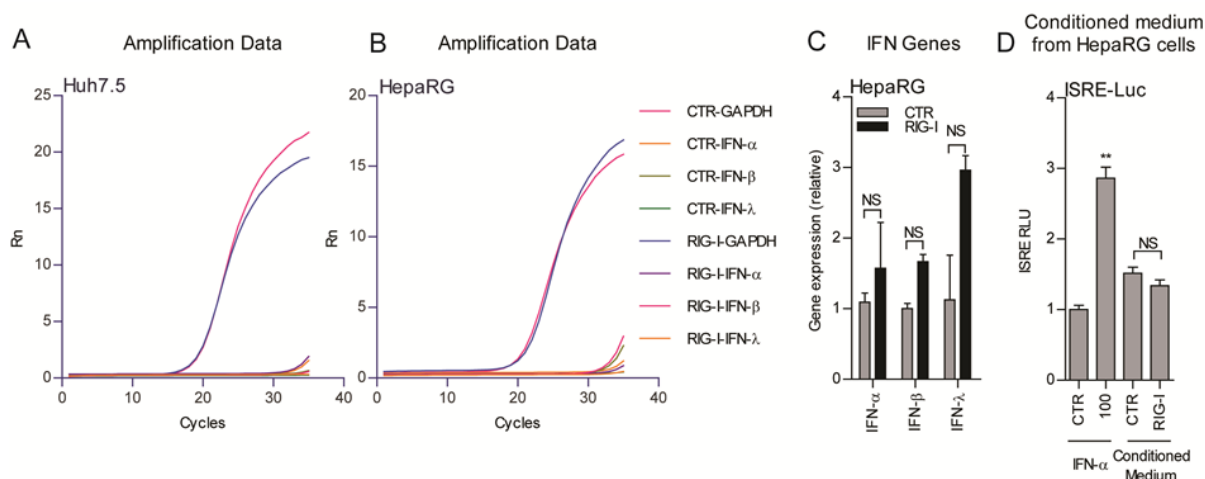 A
Amplification Data
Huh7.5
25
20
15
10
5
0
Rn
0
10
20
30
40
Cycles
B
Amplification Data
HepaRG
20
15
10
5
0
Rn
0
10
20
30
40
Cycles
CTR-GAPDH
CTR-IFN-α
CTR-IFN-β
CTR-IFN-λ
RIG-I-GAPDH
RIG-I-IFN-α
RIG-I-IFN-β
RIG-I-IFN-λ
C
IFN Genes
HepaRG
CTR
RIG-I
4
3
2
1
0
Gene expression (relative)
NS
NS
NS
IFN-α
IFN-β
IFN-λ
D
Conditioned medium
from HepaRG cells
ISRE-Luc
4
3
2
1
0
ISRE RLU
**
NS
CTR
100
CTR
RIG-I
IFN-α
Conditioned
Medium